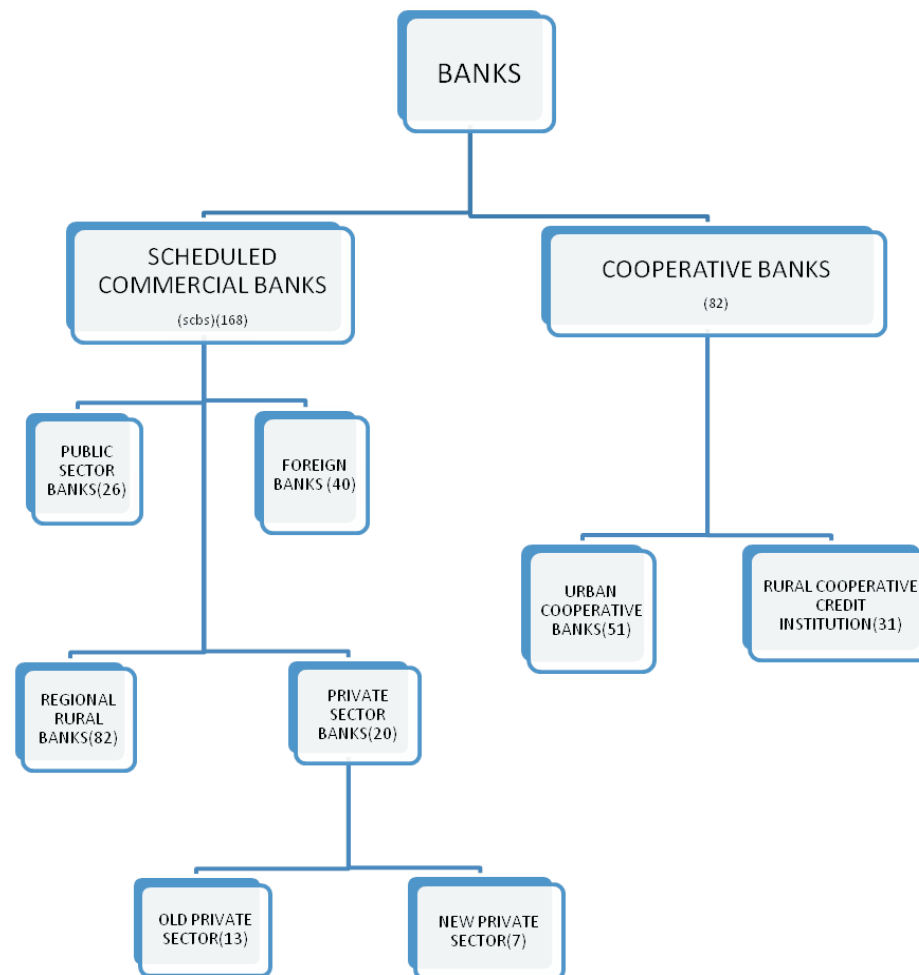 BANKS
SCHEDULED
COMMERCIAL BANKS
(scbs)(168)
COOPERATIVE BANKS
(82)
PUBLIC
SECTOR
BANKS(26)
FOREIGN
BANKS (40)
URBAN
COOPERATIVE
BANKS(51)
RURAL COOPERATIVE
CREDIT
INSTITUTION(31)
REGIONAL
RURAL
BANKS(82)
PRIVATE
SECTOR
BANKS(20)
OLD PRIVATE
SECTOR(13)
NEW PRIVATE
SECTOR(7)